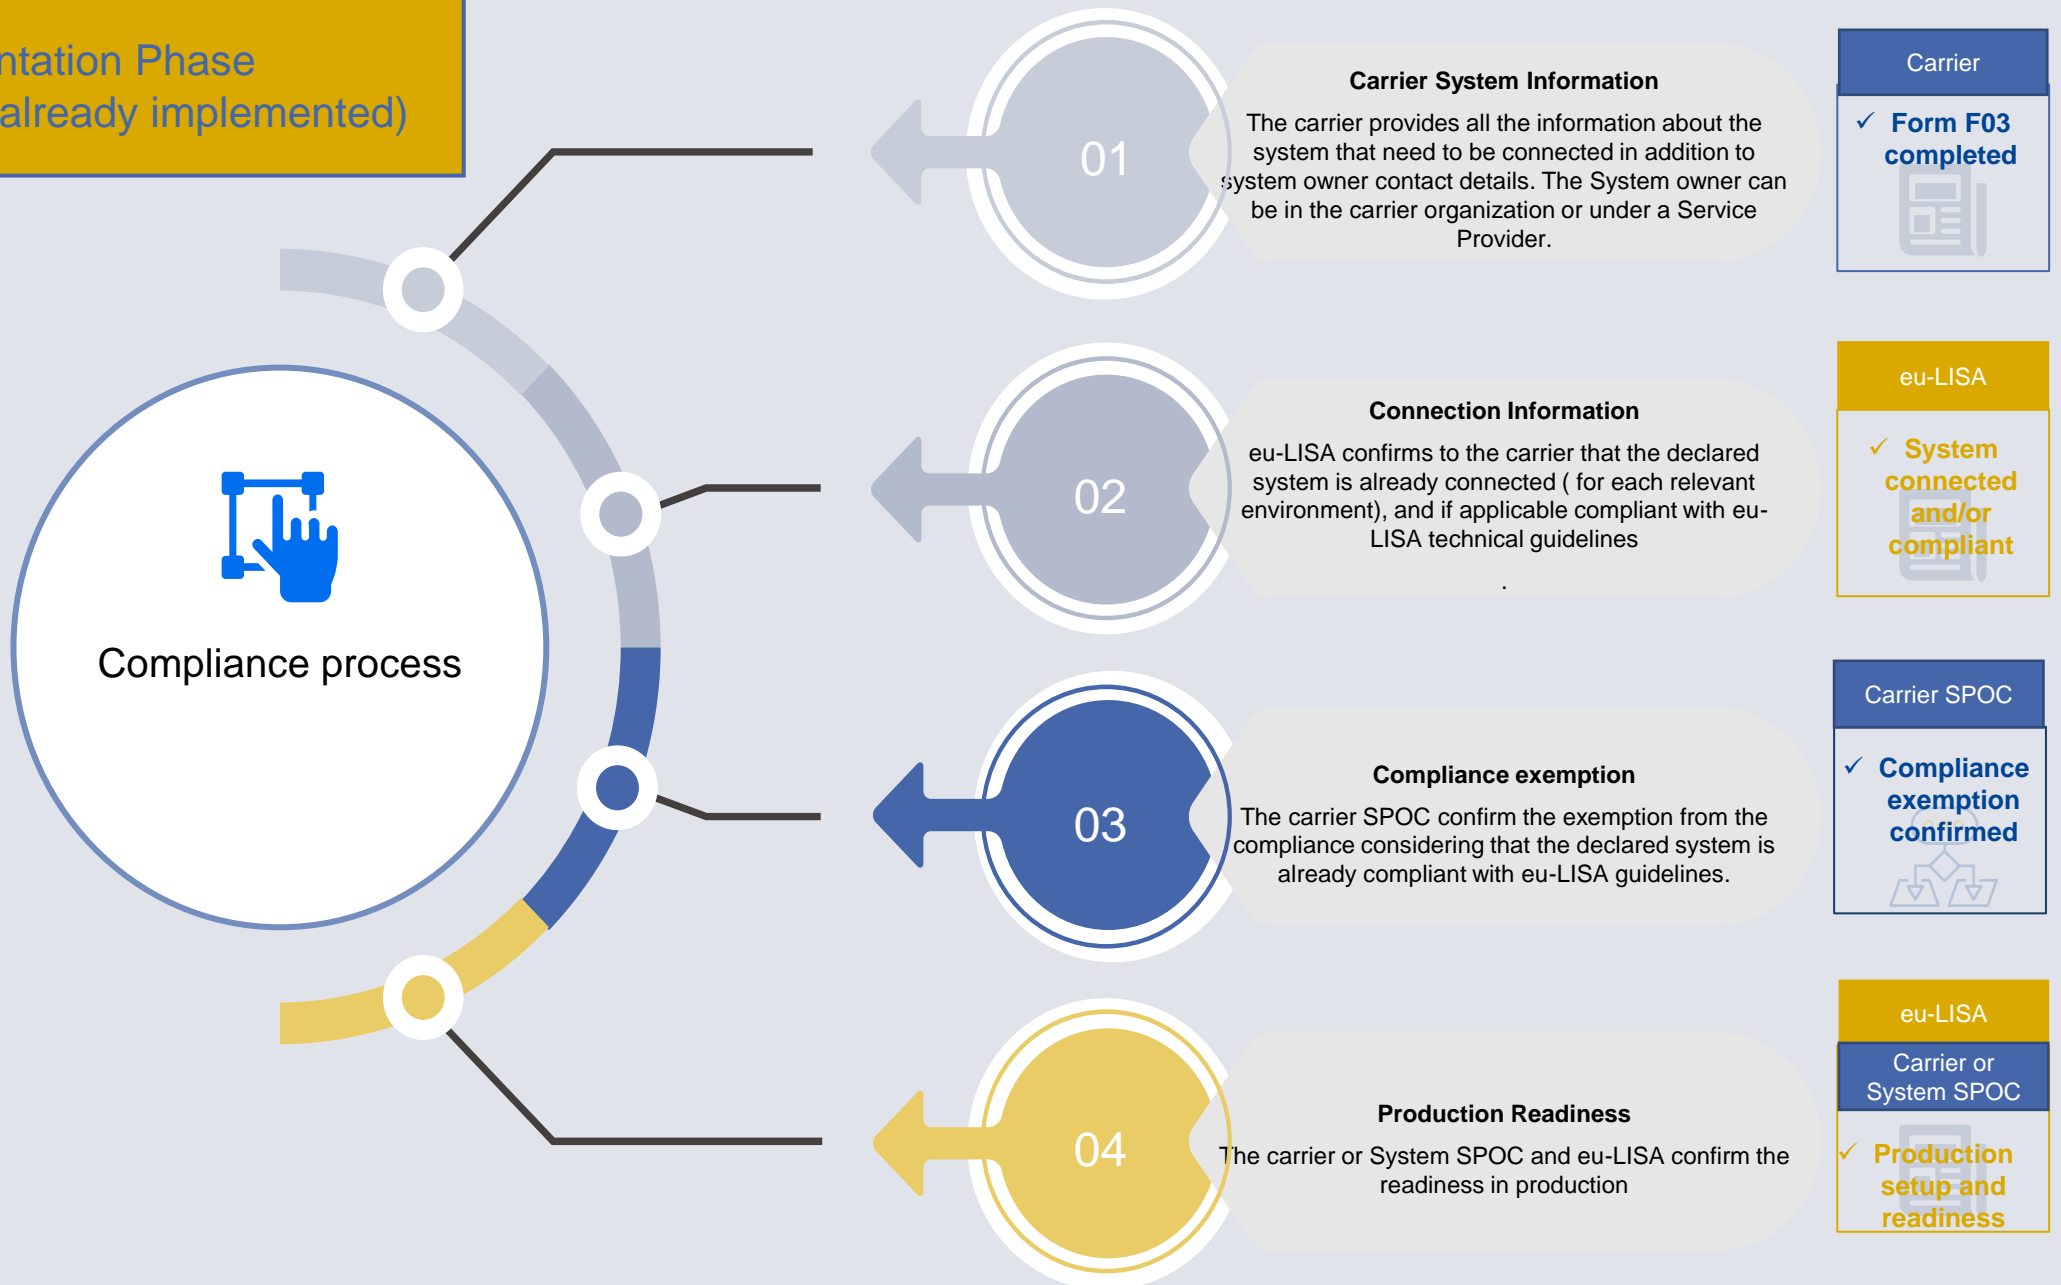 ntation Phase
already implemented)
Compliance process
01
Carrier System Information
The carrier provides all the information about the
system that need to be connected in addition to
system owner contact details. The System owner can
be in the carrier organization or under a Service
Provider.
Carrier
✓ Form F03
completed
02
Connection Information
eu-LISA confirms to the carrier that the declared
system is already connected ( for each relevant
environment), and if applicable compliant with eu-
LISA technical guidelines
.
eu-LISA
✓ System
connected
and/or
compliant
03
Compliance exemption
The carrier SPOC confirm the exemption from the
compliance considering that the declared system is
already compliant with eu-LISA guidelines.
Carrier SPOC
✓ Compliance
exemption
confirmed
04
Production Readiness
The carrier or System SPOC and eu-LISA confirm the
readiness in production
eu-LISA
Carrier or
System SPOC
✓ Production
setup and
readiness